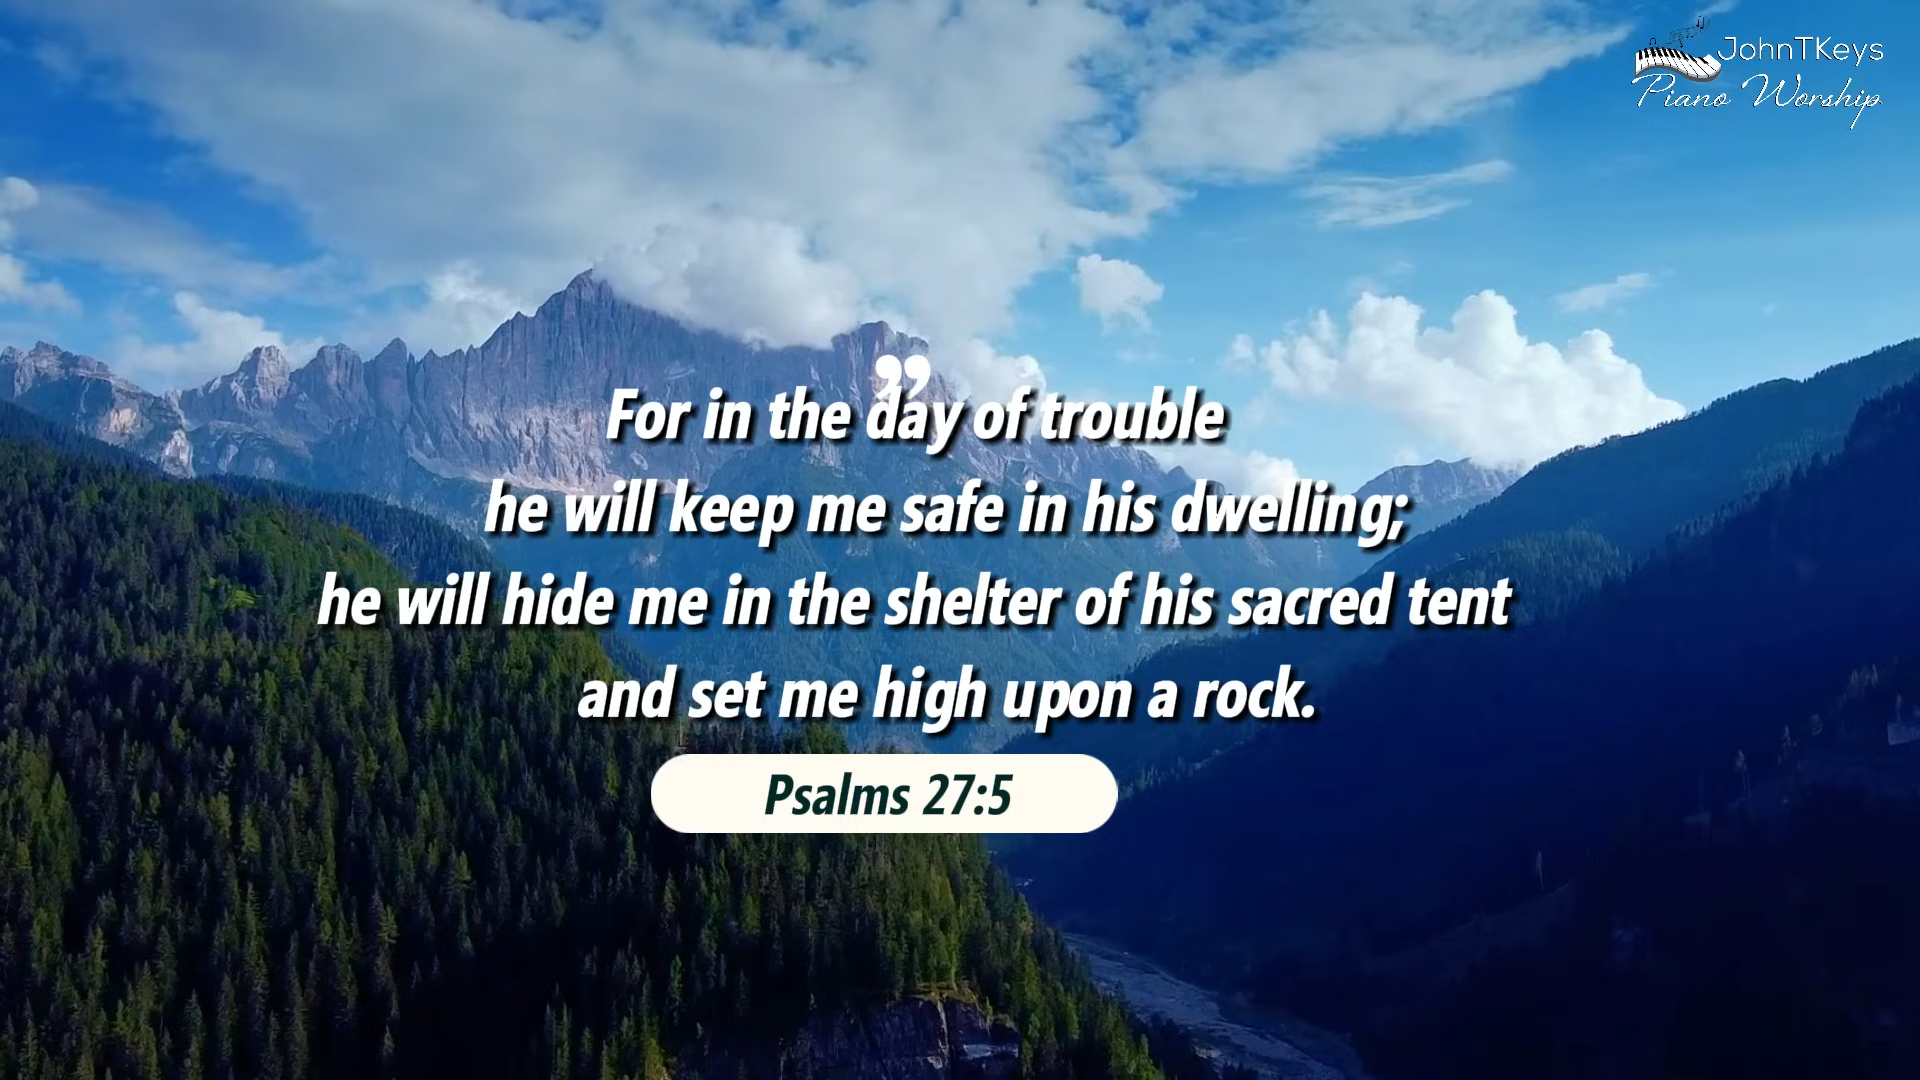 JohnTKeys
Piano Worship
”
For in the day of trouble
he will keep me safe in his dwelling;
he will hide me in the shelter of his sacred tent
and set me high upon a rock.
Psalms 27:5